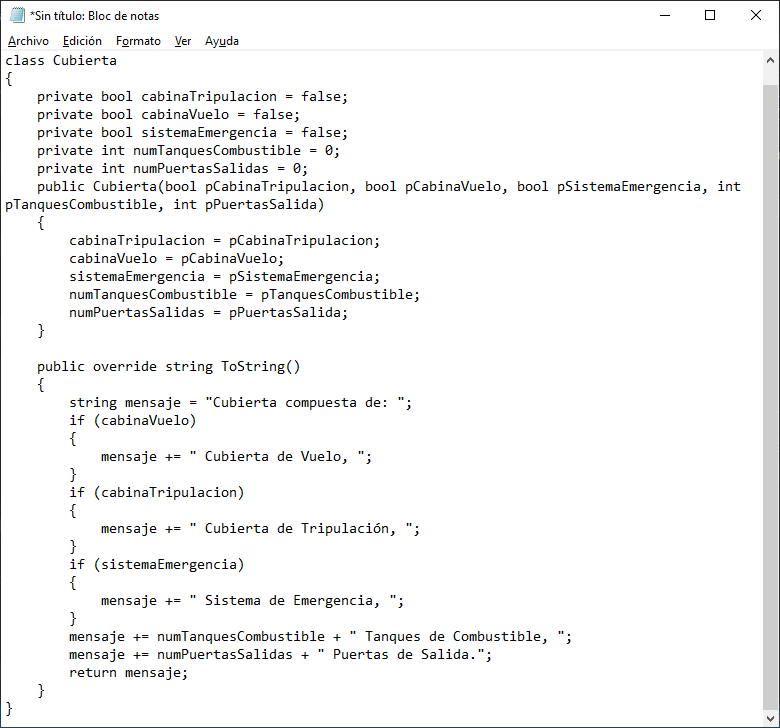 *Sin título: Bloc de notas
Archivo Edición Formato Ver Ayuda
class Cubierta
{
    private bool cabinaTripulacion = false;
    private bool cabinaVuelo = false;
    private bool sistemaEmergencia = false;
    private int numTanquesCombustible = 0;
    private int numPuertasSalidas = 0;
    public Cubierta(bool pCabinaTripulacion, bool pCabinaVuelo, bool pSistemaEmergencia, int
pTanquesCombustible, int pPuertasSalida)
    {
        cabinaTripulacion = pCabinaTripulacion;
        cabinaVuelo = pCabinaVuelo;
        sistemaEmergencia = pSistemaEmergencia;
        numTanquesCombustible = pTanquesCombustible;
        numPuertasSalidas = pPuertasSalida;
    }

    public override string ToString()
    {
        string mensaje = "Cubierta compuesta de: ";
        if (cabinaVuelo)
        {
            mensaje += " Cubierta de Vuelo, ";
        }
        if (cabinaTripulacion)
        {
            mensaje += " Cubierta de Tripulación, ";
        }
        if (sistemaEmergencia)
        {
            mensaje += " Sistema de Emergencia, ";
        }
        mensaje += numTanquesCombustible + " Tanques de Combustible, ";
        mensaje += numPuertasSalidas + " Puertas de Salida.";
        return mensaje;
    }
}